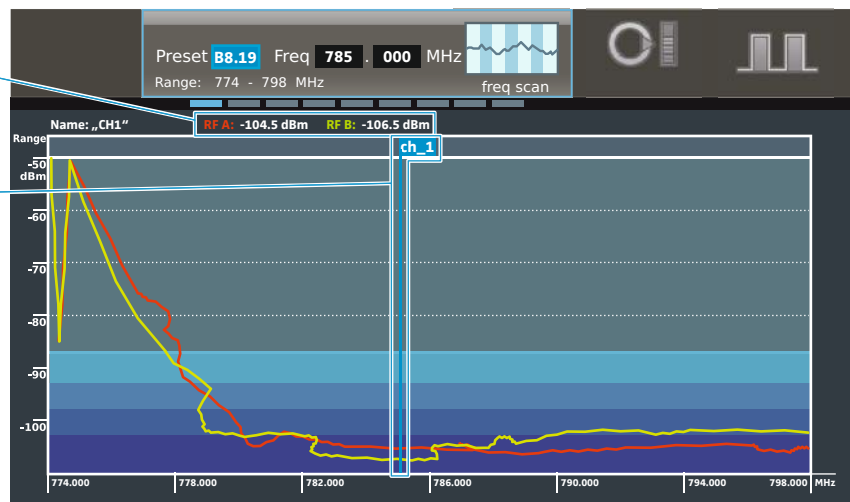 Preset B8.19 Freq 785 . 000 MHz
Range: 774 - 798 MHz
freq scan
Name: „CH1“ RF A: -104.5 dBm RF B: -106.5 dBm
Range
ch_1
-50
dBm
-60
-70
-80
-90
-100
774.000 778.000 782.000 786.000 790.000 794.000 798.000 MHz